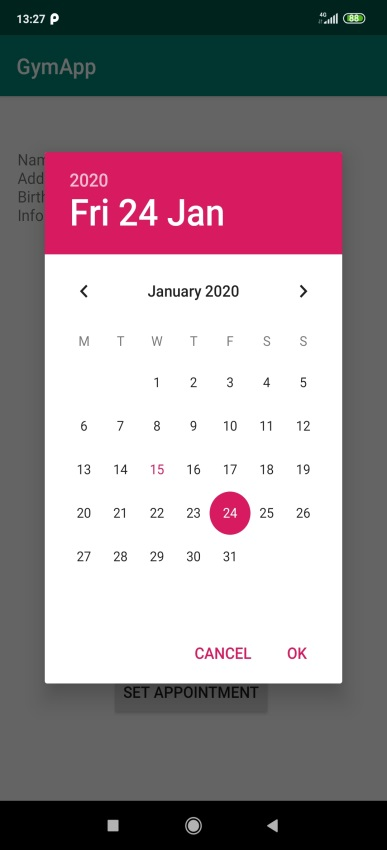 13:27
4G 88
GymApp
Nam
Add
Birth
Info
2020
Fri 24 Jan
January 2020
M T W T F S S
1 2 3 4 5
6 7 8 9 10 11 12
13 14 15 16 17 18 19
20 21 22 23 24 25 26
27 28 29 30 31
CANCEL OK
SET APPOINTMENT